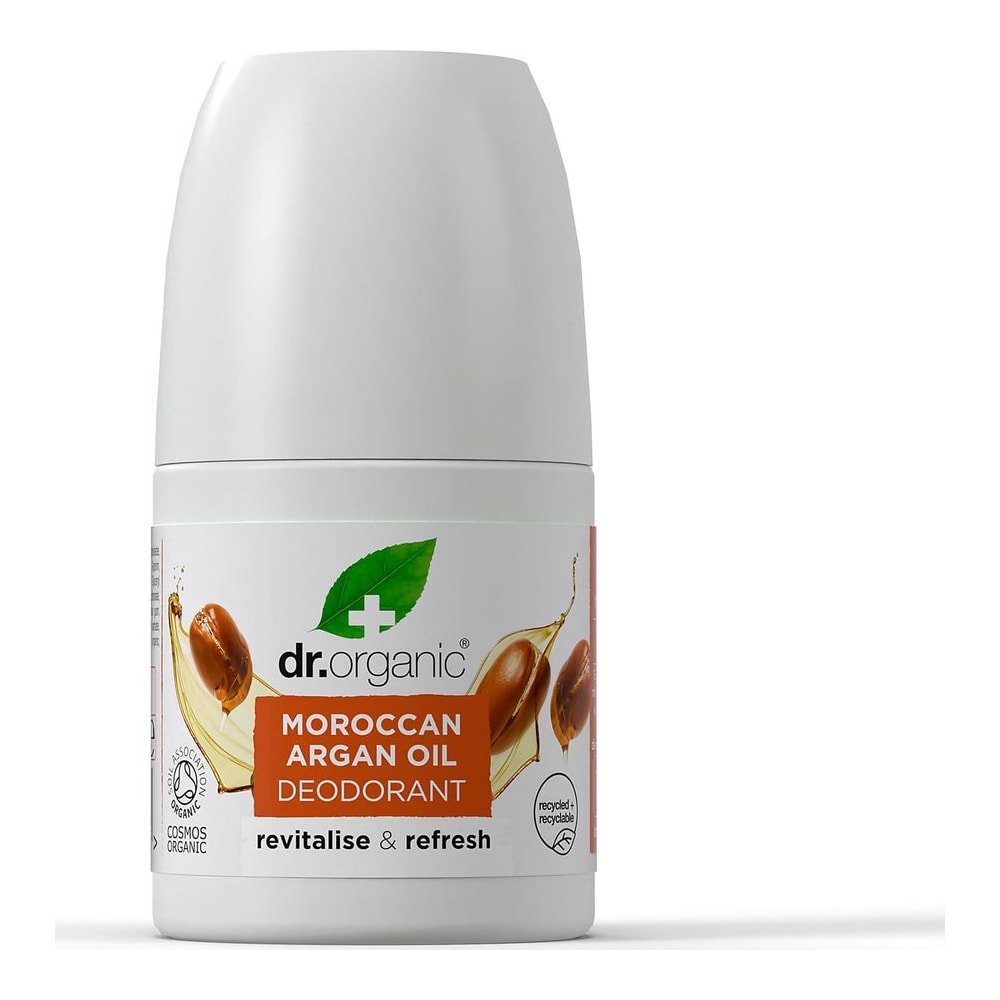 dr.organic®
MOROCCAN
ARGAN OIL
DEODORANT
revitalise & refresh
SOIL ASSOCIATION
ORGANIC
COSMOS
ORGANIC
recycled +
recyclable